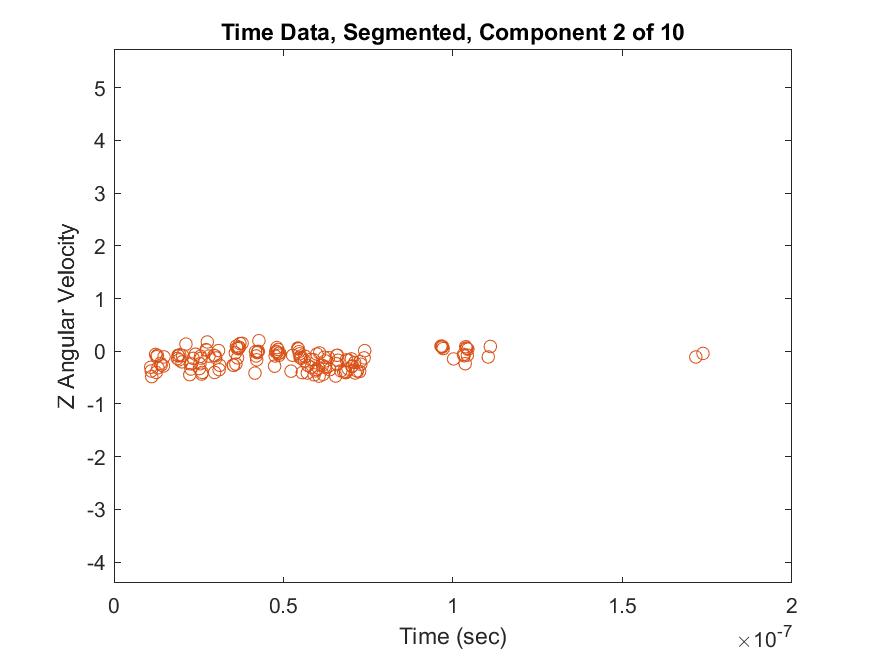 Time Data, Segmented, Component 2 of 10
5
4
3
2
1
0
-1
-2
-3
-4
Z Angular Velocity
0 0.5 1 1.5 2
Time (sec)
×10-7